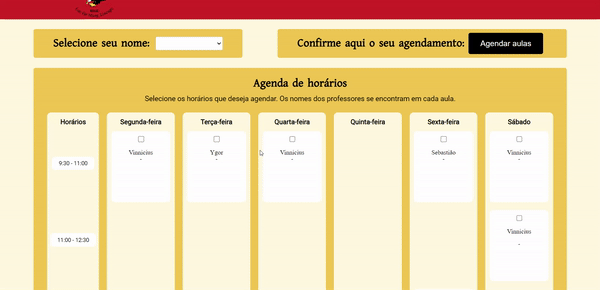 Selecione seu nome:
Confirme aqui o seu agendamento: Agendar aulas
Agenda de horários
Selecione os horários que deseja agendar. Os nomes dos professores se encontram em cada aula.
Horários Segunda-feira Terça-feira Quarta-feira Quinta-feira Sexta-feira Sábado
9:30 - 11:00 Vinnicius Ygor Vinnicius Sebastião Vinnicius
- - - - -
11:00 - 12:30 Vinnicius
-